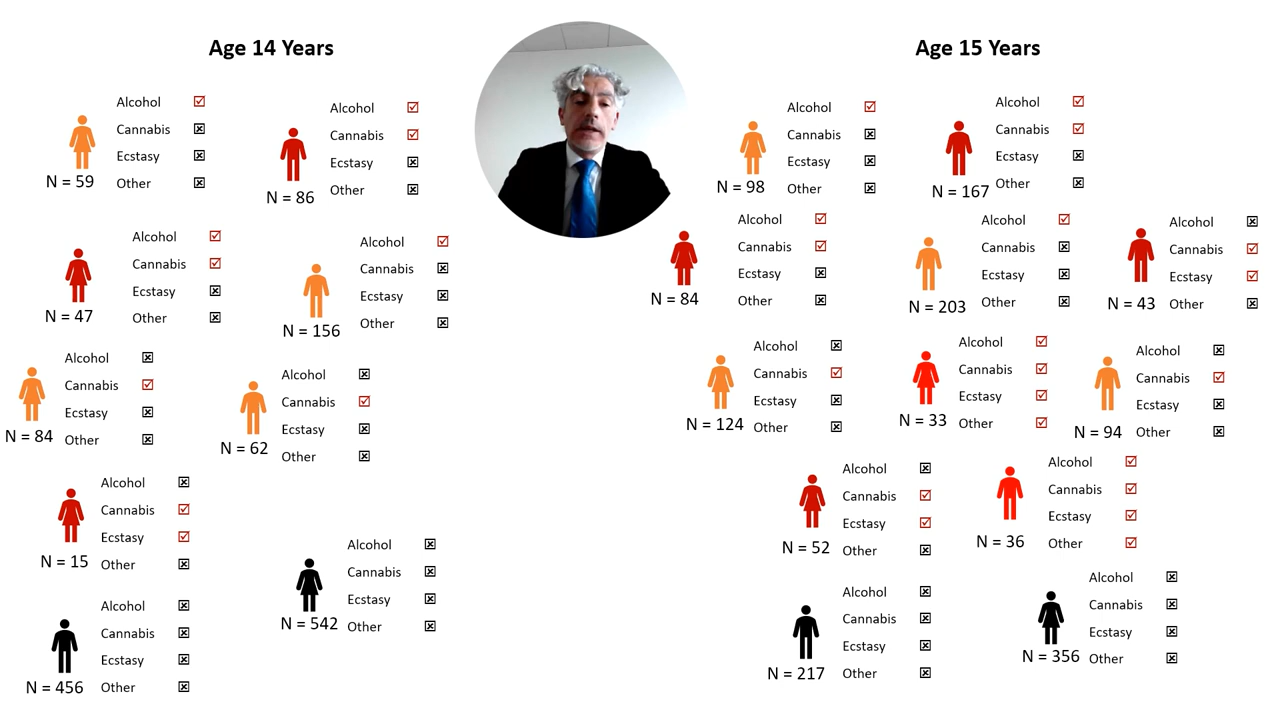 Age 14 Years
Alcohol
Cannabis
Ecstasy
Other
N = 59
Alcohol
Cannabis
Ecstasy
Other
N = 86
Alcohol
Cannabis
Ecstasy
Other
N = 47
Alcohol
Cannabis
Ecstasy
Other
N = 156
Alcohol
Cannabis
Ecstasy
Other
N = 84
Alcohol
Cannabis
Ecstasy
Other
N = 62
Alcohol
Cannabis
Ecstasy
Other
N = 15
Alcohol
Cannabis
Ecstasy
Other
N = 542
Alcohol
Cannabis
Ecstasy
Other
N = 456
Age 15 Years
Alcohol
Cannabis
Ecstasy
Other
N = 98
Alcohol
Cannabis
Ecstasy
Other
N = 167
Alcohol
Cannabis
Ecstasy
Other
N = 84
Alcohol
Cannabis
Ecstasy
Other
N = 203
Alcohol
Cannabis
Ecstasy
Other
N = 43
Alcohol
Cannabis
Ecstasy
Other
N = 124
Alcohol
Cannabis
Ecstasy
Other
N = 33
Alcohol
Cannabis
Ecstasy
Other
N = 94
Alcohol
Cannabis
Ecstasy
Other
N = 52
Alcohol
Cannabis
Ecstasy
Other
N = 36
Alcohol
Cannabis
Ecstasy
Other
N = 217
Alcohol
Cannabis
Ecstasy
Other
N = 356